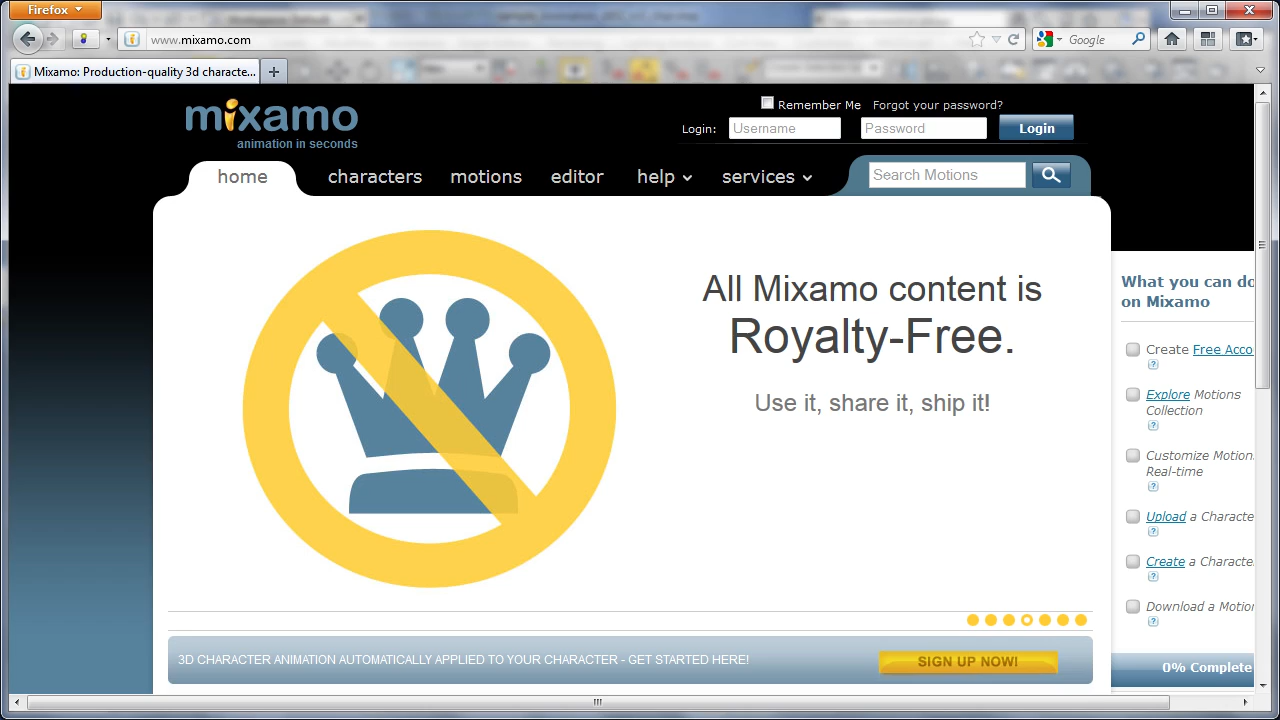 Firefox
www.mixamo.com
Google
Mixamo: Production-quality 3d characte...
mixamo
animation in seconds
Remember Me
Forgot your password?
Login:
Username
Password
Login
home
characters
motions
editor
help
services
Search Motions
All Mixamo content is
Royalty-Free.
Use it, share it, ship it!
What you can do
on Mixamo
Create Free Acco
Explore Motions
Collection
Customize Motion
Real-time
Upload a Characte
Create a Characte
Download a Motion
0% Complete
3D CHARACTER ANIMATION AUTOMATICALLY APPLIED TO YOUR CHARACTER - GET STARTED HERE!
SIGN UP NOW!